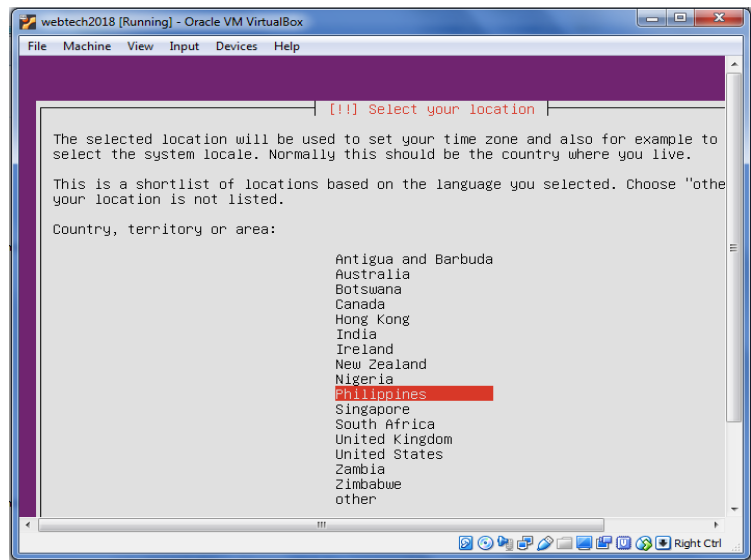 webtech2018 [Running] - Oracle VM VirtualBox
File Machine View Input Devices Help
[!!] Select your location
The selected location will be used to set your time zone and also for example to
select the system locale. Normally this should be the country where you live.
This is a shortlist of locations based on the language you selected. Choose "othe
your location is not listed.
Country, territory or area:
Antigua and Barbuda
Australia
Botswana
Canada
Hong Kong
India
Ireland
New Zealand
Nigeria
Philippines
Singapore
South Africa
United Kingdom
United States
Zambia
Zimbabwe
other
Right Ctrl